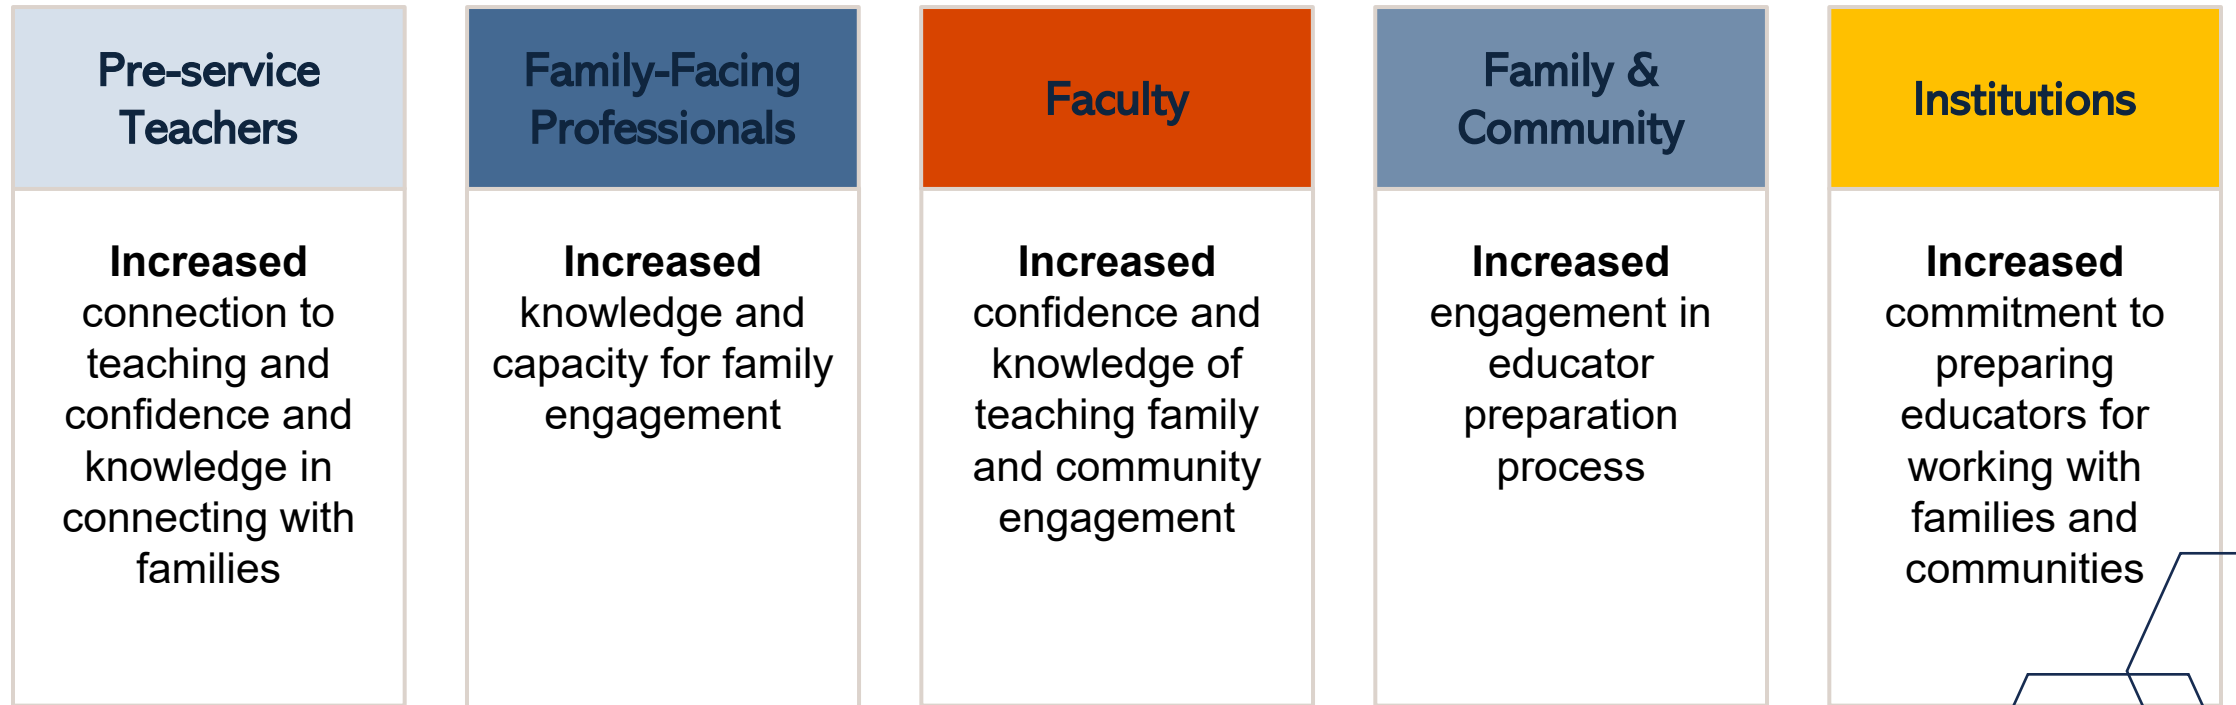 Pre-service
Teachers
Increased
connection to
teaching and
confidence and
knowledge in
connecting with
families
Family-Facing
Professionals
Increased
knowledge and
capacity for family
engagement
Faculty
Increased
confidence and
knowledge of
teaching family
and community
engagement
Family &
Community
Increased
engagement in
educator
preparation
process
Institutions
Increased
commitment to
preparing
educators for
working with
families and
communities